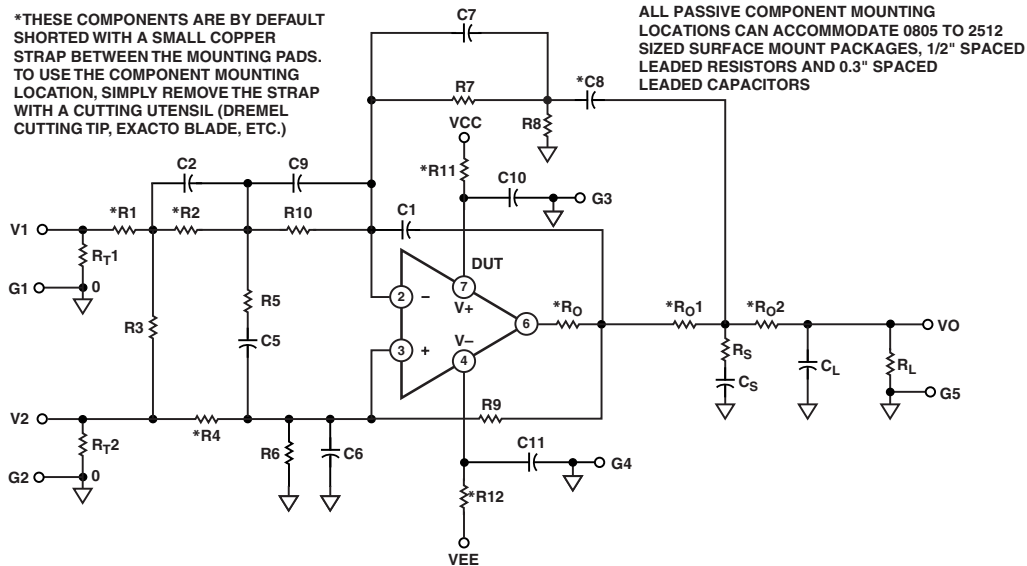 *THESE COMPONENTS ARE BY DEFAULT
SHORTED WITH A SMALL COPPER
STRAP BETWEEN THE MOUNTING PADS.
TO USE THE COMPONENT MOUNTING
LOCATION, SIMPLY REMOVE THE STRAP
WITH A CUTTING UTENSIL (DREMEL
CUTTING TIP, EXACTO BLADE, ETC.)
ALL PASSIVE COMPONENT MOUNTING
LOCATIONS CAN ACCOMMODATE 0805 TO 2512
SIZED SURFACE MOUNT PACKAGES, 1/2" SPACED
LEADED RESISTORS AND 0.3" SPACED
LEADED CAPACITORS
C7
R7
*C8
R8
VCC
*R11
C10
G3
C2
C9
V1
*R1
*R2
R10
C1
RT1
G1
0
DUT
7
V+
2
–
R3
R5
C5
6
*RO
*RO1
*RO2
VO
3
+
V–
4
RS
CS
CL
RL
G5
V2
*R4
R9
RT2
G2
0
R6
C6
C11
G4
*R12
VEE